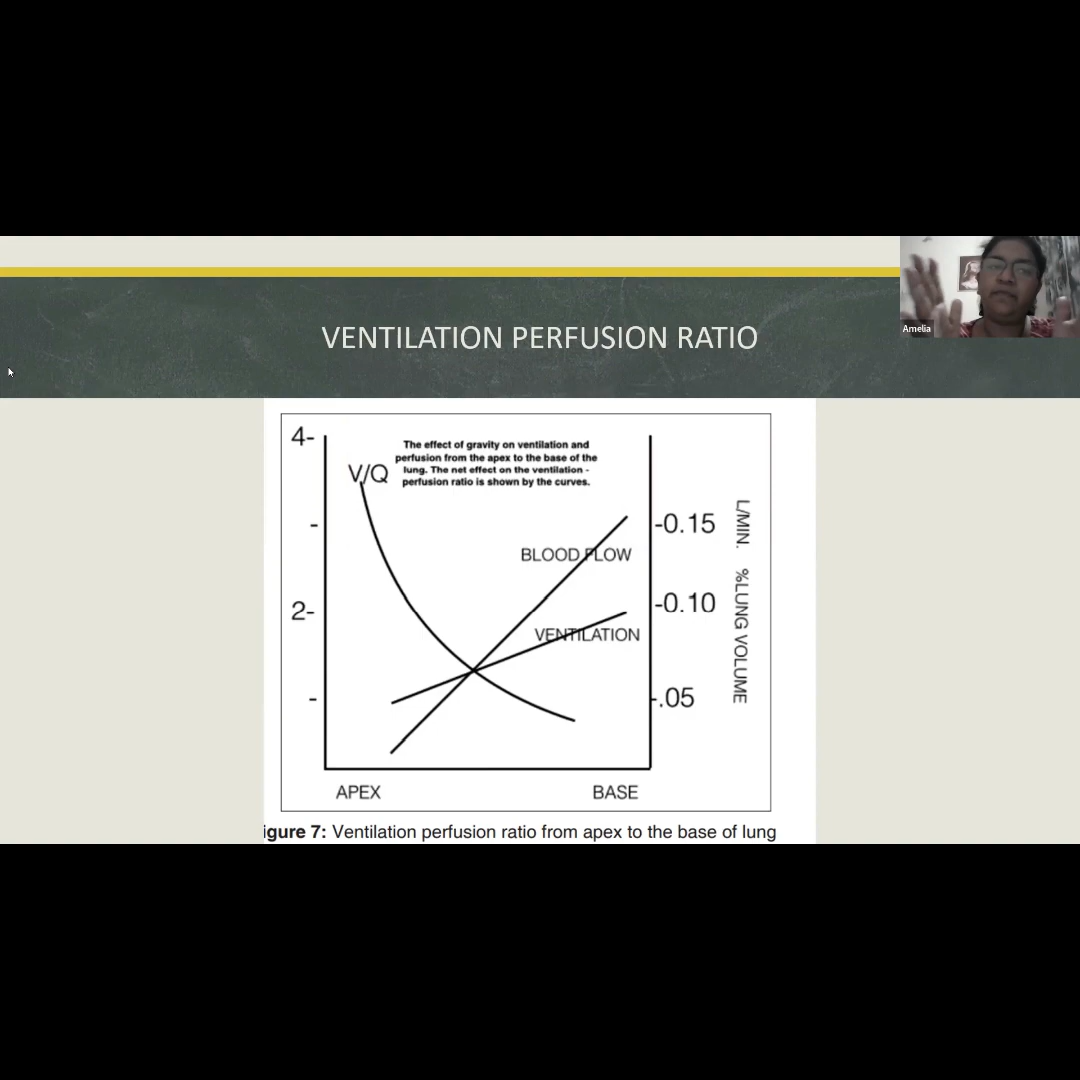 VENTILATION PERFUSION RATIO
Amelia
4-
The effect of gravity on ventilation and
perfusion from the apex to the base of the
lung. The net effect on the ventilation -
perfusion ratio is shown by the curves.
V/Q
-
-0.15
L/MIN. %LUNG VOLUME
BLOOD FLOW
2-
-0.10
VENTILATION
-
-.05
APEX
BASE
igure 7: Ventilation perfusion ratio from apex to the base of lung